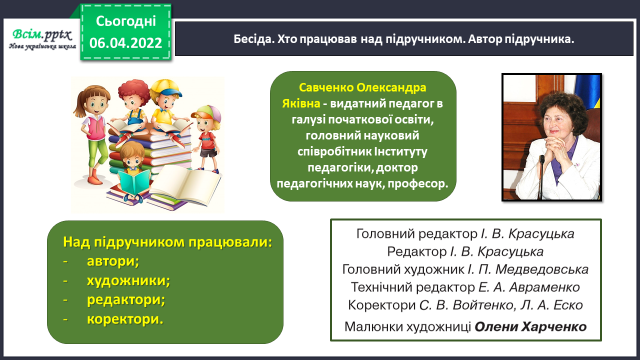 Всім.pptx
Нова українська школа
Сьогодні
06.04.2022
Бесіда. Хто працював над підручником. Автор підручника.
Савченко Олександра
Яківна - видатний педагог в
галузі початкової освіти,
головний науковий
співробітник Інституту
педагогіки, доктор
педагогічних наук, професор.
Над підручником працювали:
- автори;
- художники;
- редактори;
- коректори.
Головний редактор І. В. Красуцька
Редактор І. В. Красуцька
Головний художник І. П. Медведовська
Технічний редактор Е. А. Авраменко
Коректори С. В. Войтенко, Л. А. Еско
Малюнки художниці Олени Харченко